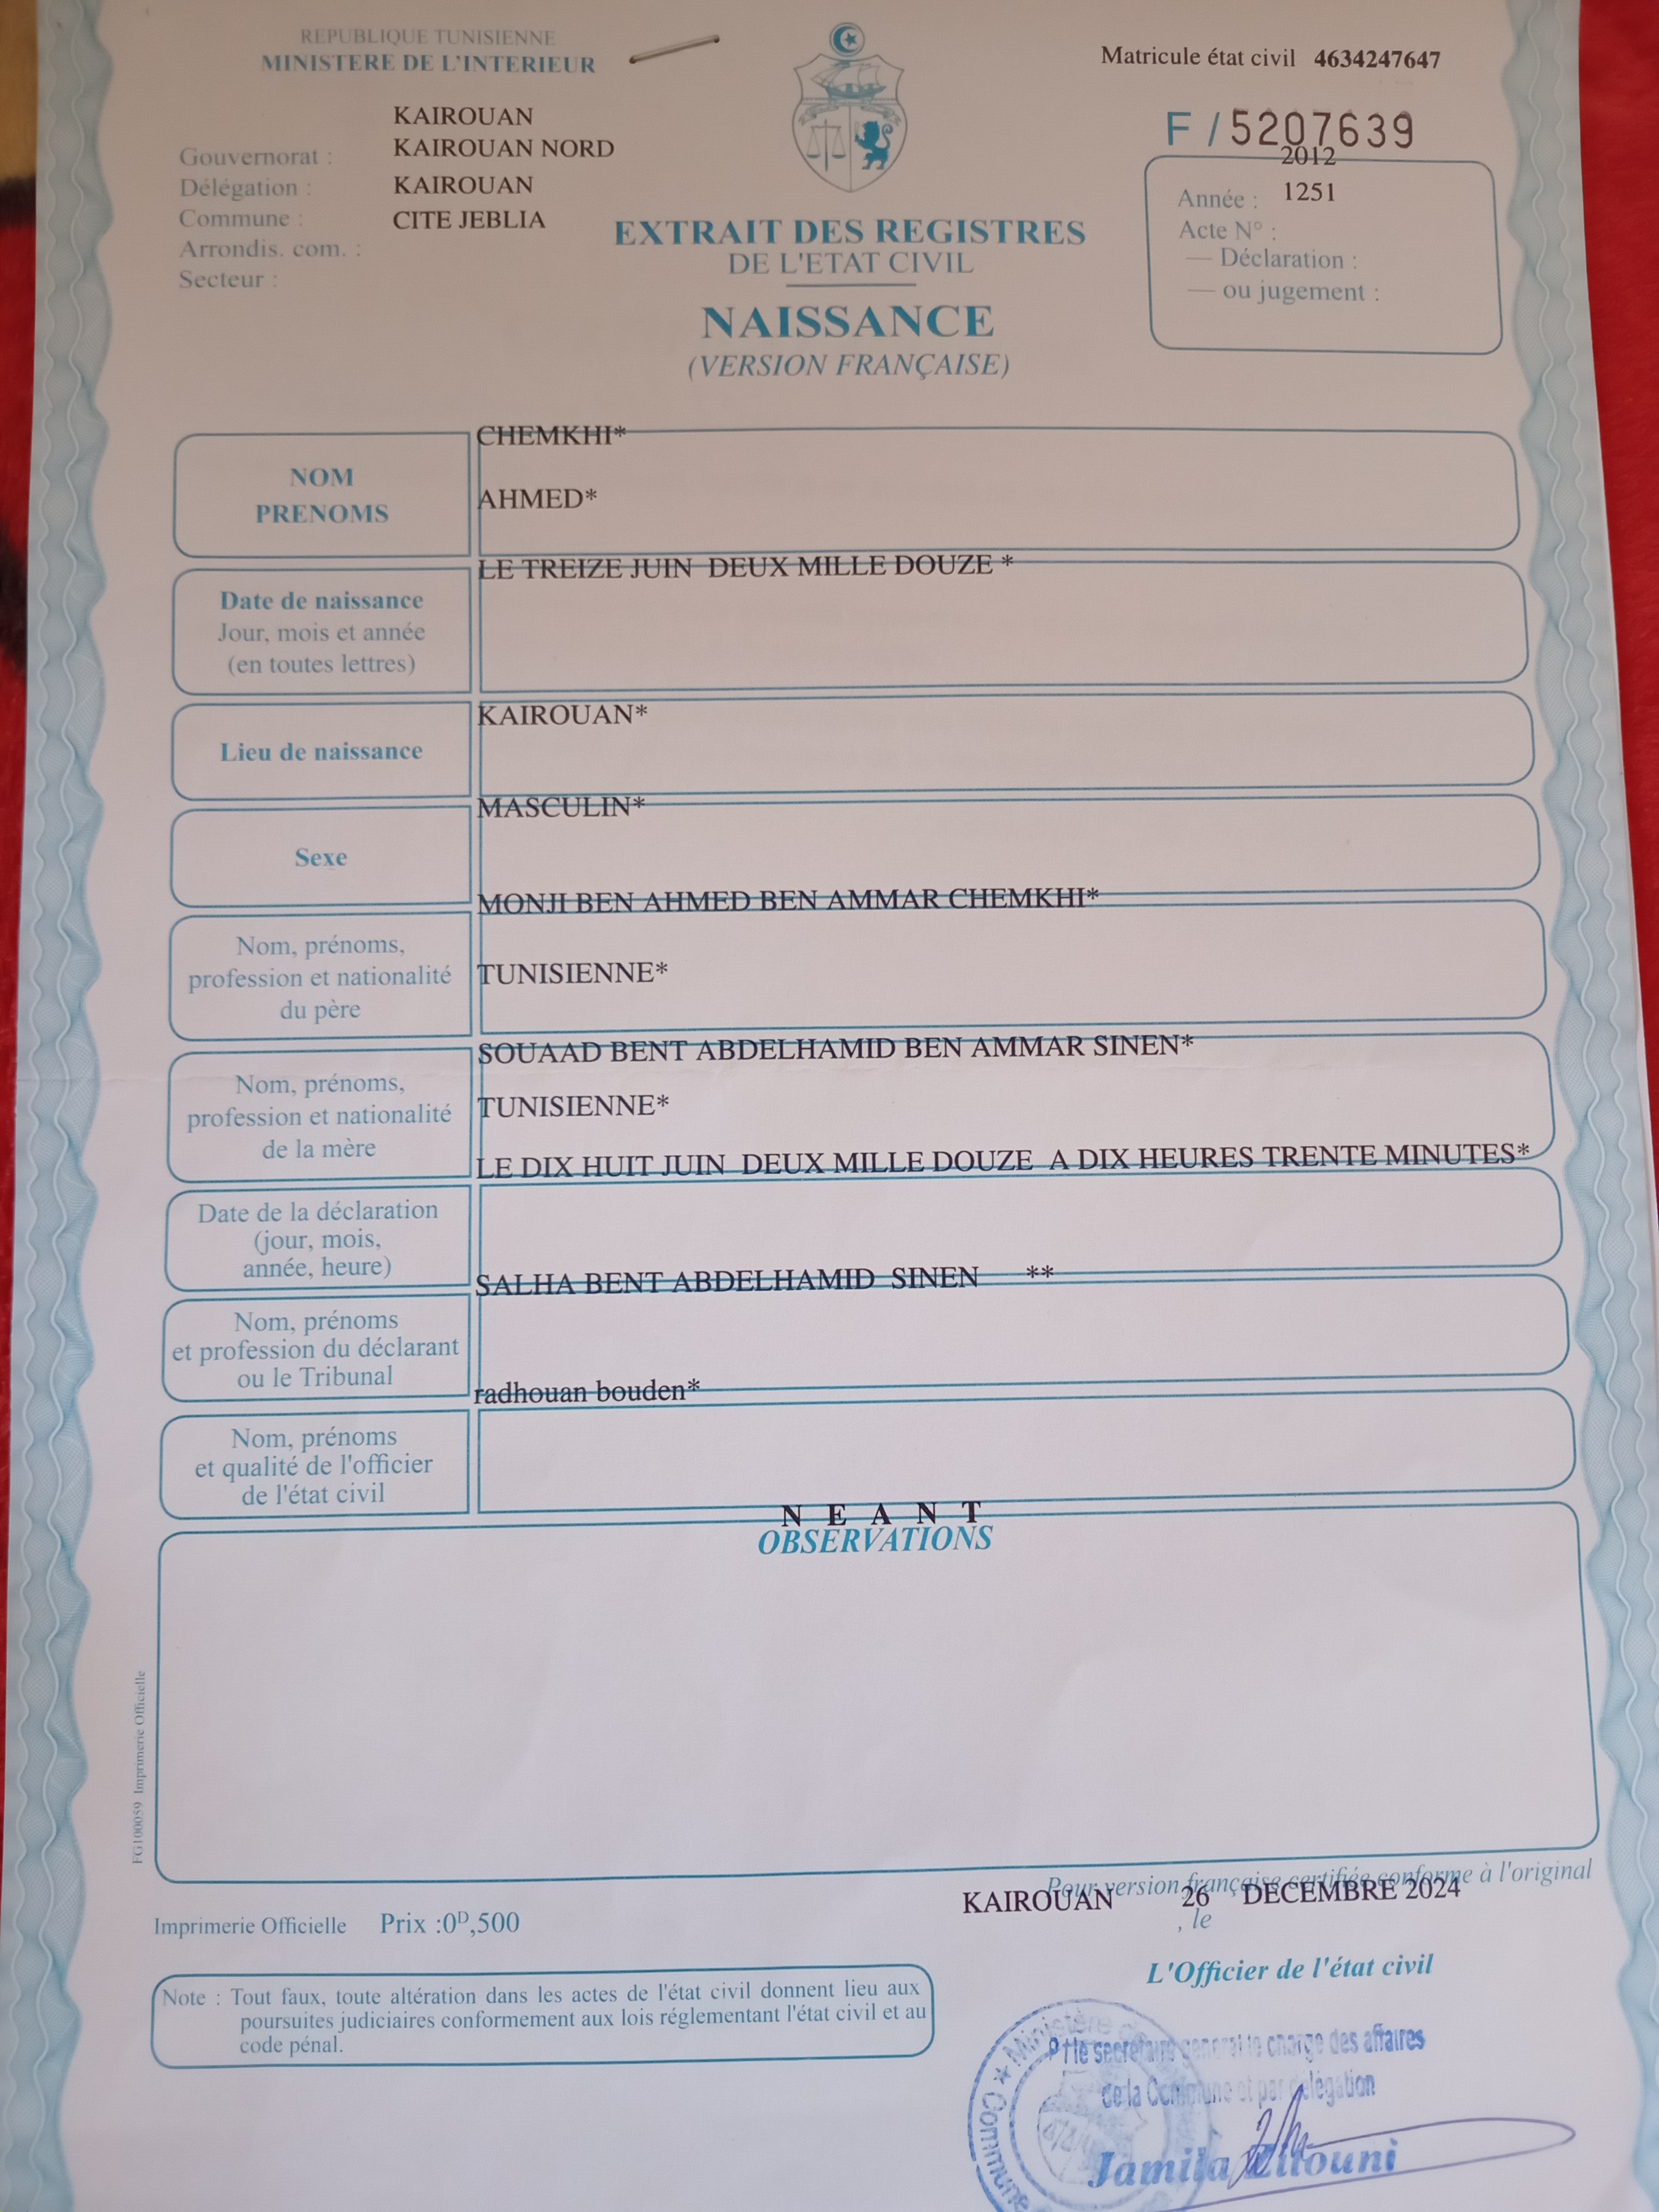 REPUBLIQUE TUNISIENNE
MINISTERE DE L'INTERIEUR
Matricule état civil 4634247647
F / 5207639
KAIROUAN
Gouvernorat : KAIROUAN NORD
Délégation : KAIROUAN
Commune : CITE JEBLIA
Arrondis. com. :
Secteur :
2012
Année : 1251
Acte N° :
— Déclaration :
— ou jugement :
EXTRAIT DES REGISTRES
DE L'ETAT CIVIL
NAISSANCE
(VERSION FRANÇAISE)
CHEMKHI*
NOM
PRENOMS
AHMED*
LE TREIZE JUIN DEUX MILLE DOUZE *
Date de naissance
Jour, mois et année
(en toutes lettres)
KAIROUAN*
Lieu de naissance
MASCULIN*
Sexe
MONJI BEN AHMED BEN AMMAR CHEMKHI*
Nom, prénoms,
profession et nationalité
du père
TUNISIENNE*
SOUAAD BENT ABDELHAMID BEN AMMAR SINEN*
Nom, prénoms,
profession et nationalité
de la mère
TUNISIENNE*
LE DIX HUIT JUIN DEUX MILLE DOUZE A DIX HEURES TRENTE MINUTES*
Date de la déclaration
(jour, mois,
année, heure)
SALHA BENT ABDELHAMID SINEN **
Nom, prénoms
et profession du déclarant
ou le Tribunal
radhouan bouden*
Nom, prénoms
et qualité de l'officier
de l'état civil
N E A N T
OBSERVATIONS
FG100059 Imprimerie Officielle
Pour version française certifiée conforme à l'original
KAIROUAN 26 DECEMBRE 2024
, le
Imprimerie Officielle Prix :0D,500
L'Officier de l'état civil
Note : Tout faux, toute altération dans les actes de l'état civil donnent lieu aux
poursuites judiciaires conformement aux lois réglementant l'état civil et au
code pénal.
P/le secrétaire general le charge des affaires
de la Commune et par delégation
Jamila
Commune